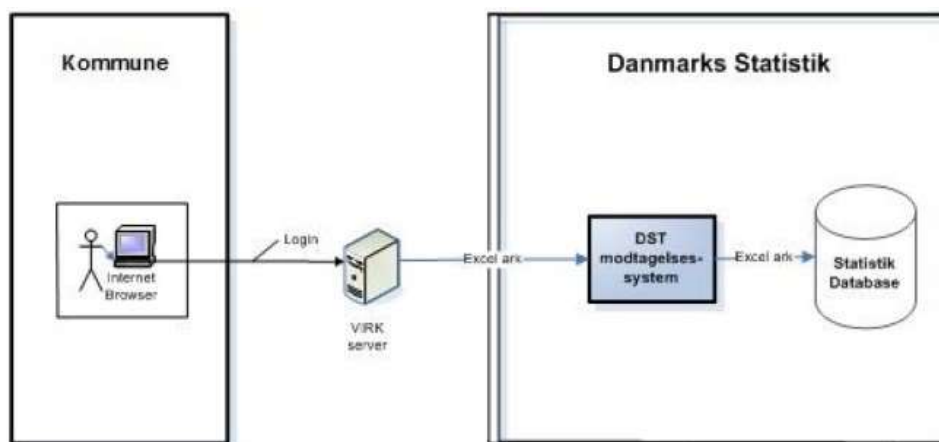 Kommune
Danmarks Statistik
Internet
Browser
Login
VIRK
server
Excel ark
DST
modtagelses-
system
Excel ark
Statistik
Database